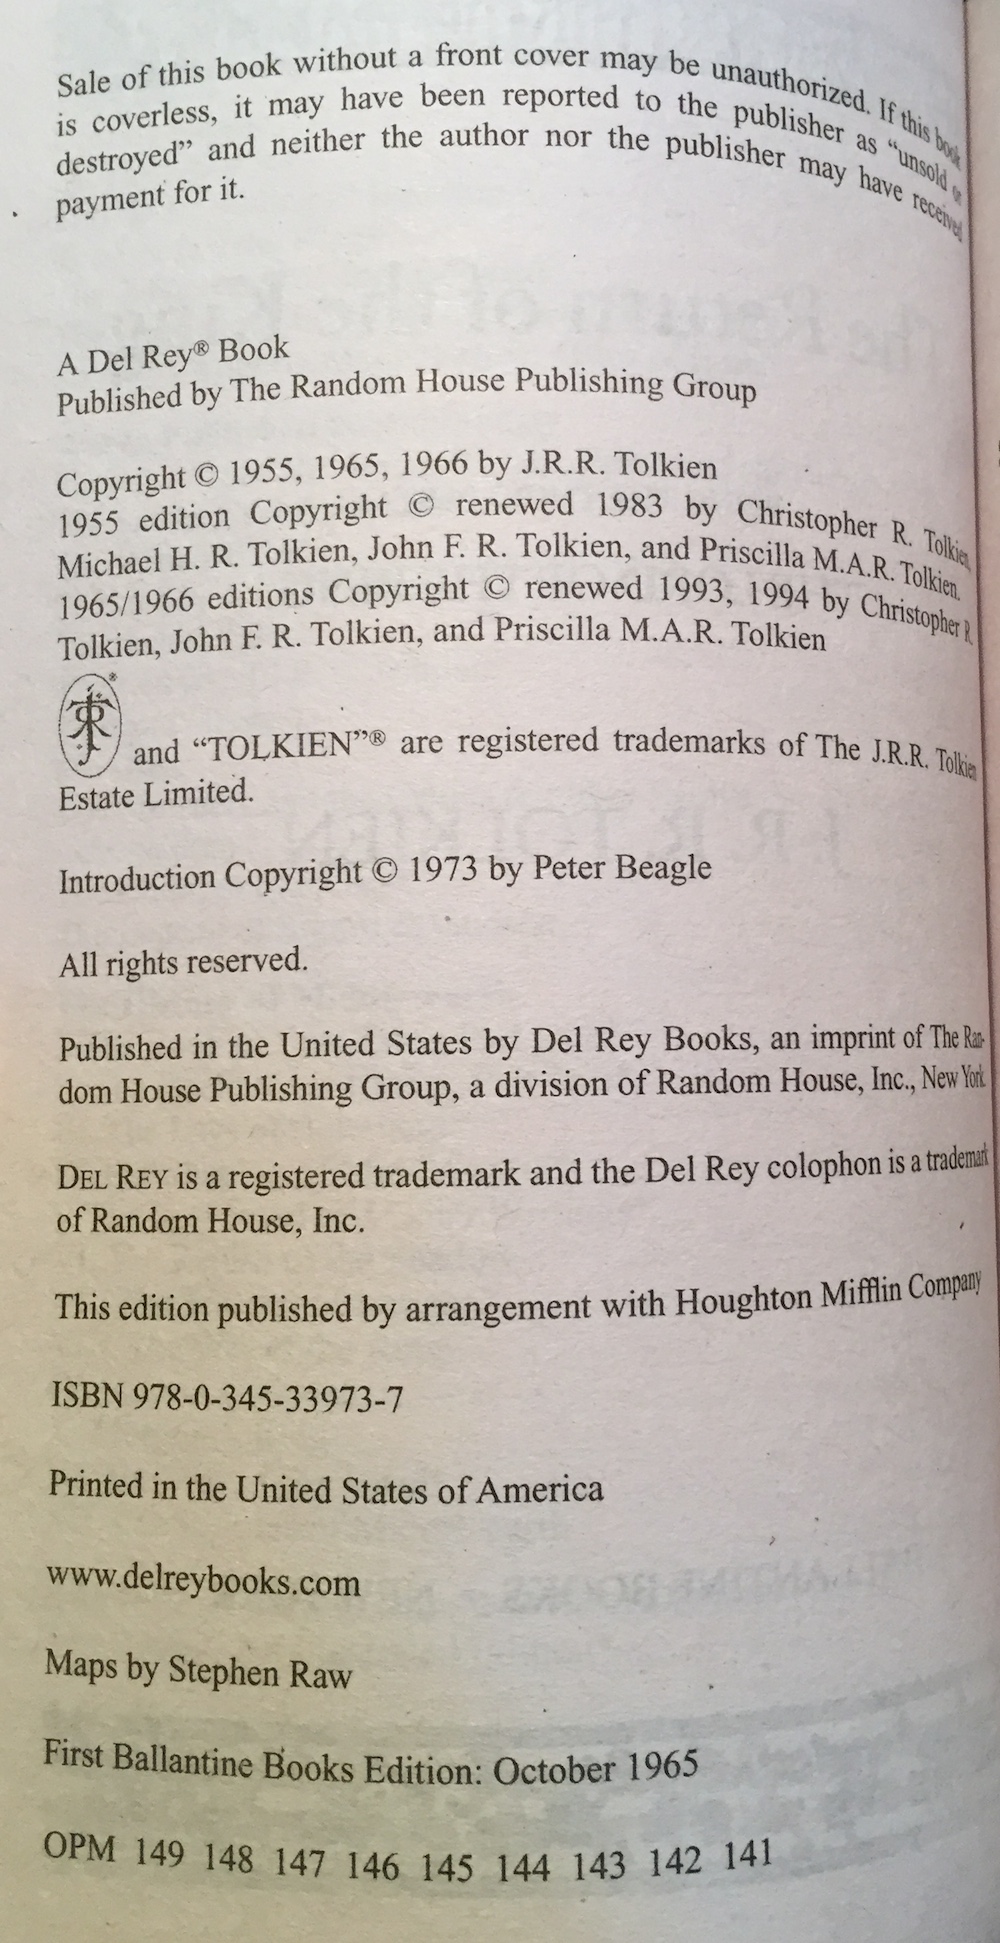 Sale of this book without a front cover may be unauthorized. If this book
is coverless, it may have been reported to the publisher as “unsold or
destroyed” and neither the author nor the publisher may have received
payment for it.
A Del Rey® Book
Published by The Random House Publishing Group
Copyright © 1955, 1965, 1966 by J.R.R. Tolkien
1955 edition Copyright © renewed 1983 by Christopher R. Tolkien,
Michael H. R. Tolkien, John F. R. Tolkien, and Priscilla M.A.R. Tolkien.
1965/1966 editions Copyright © renewed 1993, 1994 by Christopher R.
Tolkien, John F. R. Tolkien, and Priscilla M.A.R. Tolkien
and “TOLKIEN”® are registered trademarks of The J.R.R. Tolkien
Estate Limited.
Introduction Copyright © 1973 by Peter Beagle
All rights reserved.
Published in the United States by Del Rey Books, an imprint of The Ran-
dom House Publishing Group, a division of Random House, Inc., New York
DEL REY is a registered trademark and the Del Rey colophon is a trademark
of Random House, Inc.
This edition published by arrangement with Houghton Mifflin Company
ISBN 978-0-345-33973-7
Printed in the United States of America
www.delreybooks.com
Maps by Stephen Raw
First Ballantine Books Edition: October 1965
OPM 149 148 147 146 145 144 143 142 141